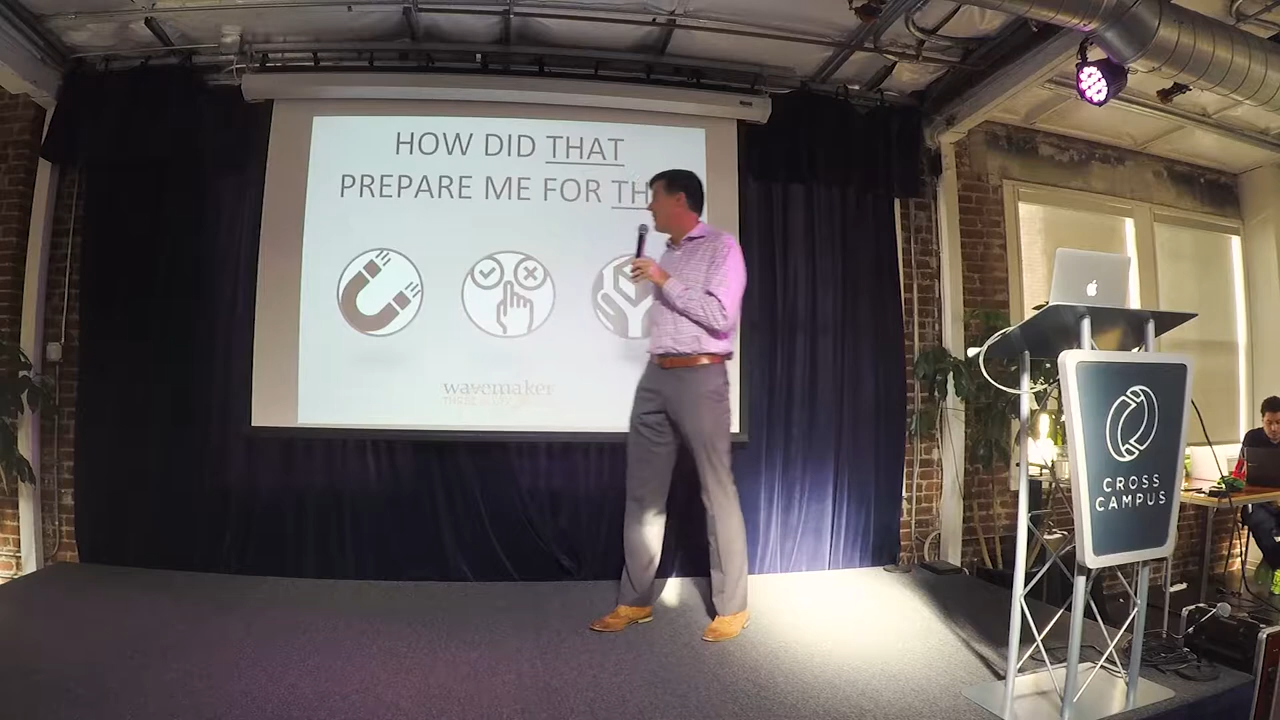 HOW DID THAT
PREPARE ME FOR TH
wavemaker
CROSS
CAMPUS